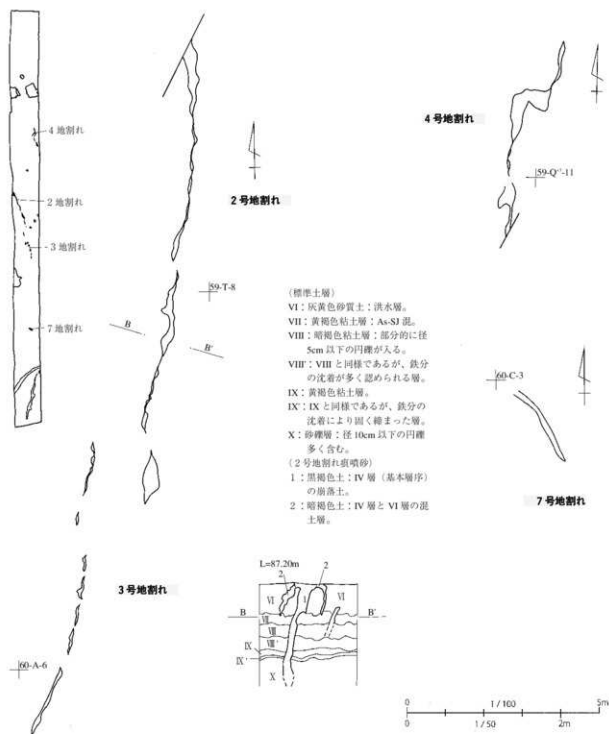 4 地割れ
2 地割れ
3 地割れ
7 地割れ
2 号地割れ
59-T-8
B
B'
4 号地割れ
59-Q''-11
(標準土層)
VI：灰黄色砂質土：洪水層。
VII：黄褐色粘土層：As-SJ 混。
VIII：暗褐色粘土層：部分的に径
5cm 以下の円礫が入る。
VIII'：VIII と同様であるが、鉄分
の沈着が多く認められる層。
IX：黄褐色粘土層。
IX'：IX と同様であるが、鉄分の
沈着により固く締まった層。
X：砂礫層：径 10cm 以下の円礫
多く含む。
(２号地割れ痕噴砂)
1：黒褐色土：IV 層（基本層序）
の崩落土。
2：暗褐色土：IV 層と VI 層の混
土層。
60-C-3
7 号地割れ
3 号地割れ
60-A-6
L=87.20m
2
2
VI
1
VI
B
B'
VII
VIII
IX
VIII'
IX'
X
0 1/100 5m
0 1/50 2m